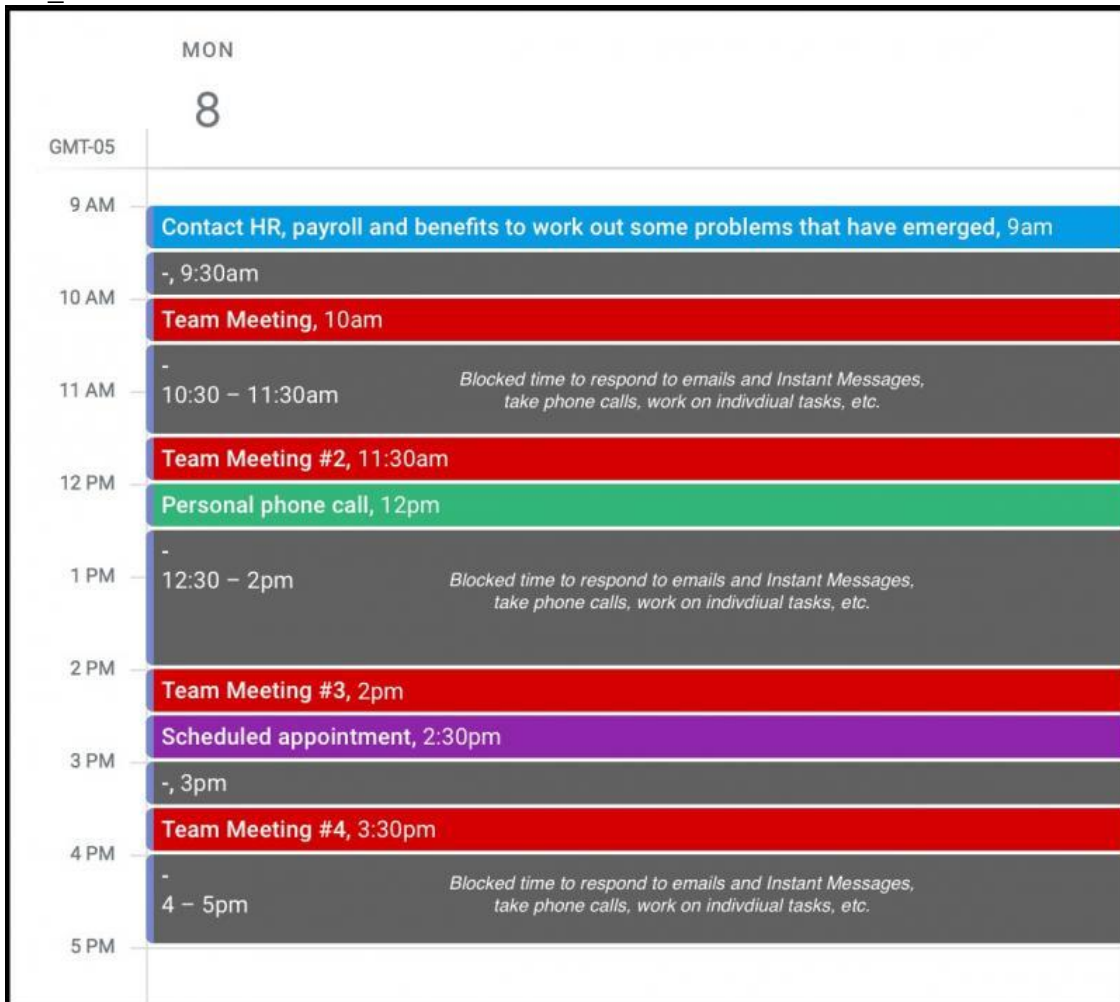 MON
8
GMT-05
9 AM
Contact HR, payroll and benefits to work out some problems that have emerged, 9am
-, 9:30am
10 AM
Team Meeting, 10am
-
11 AM
10:30 – 11:30am
Blocked time to respond to emails and Instant Messages,
take phone calls, work on indivdiual tasks, etc.
Team Meeting #2, 11:30am
12 PM
Personal phone call, 12pm
-
1 PM
12:30 – 2pm
Blocked time to respond to emails and Instant Messages,
take phone calls, work on indivdiual tasks, etc.
2 PM
Team Meeting #3, 2pm
Scheduled appointment, 2:30pm
3 PM
-, 3pm
Team Meeting #4, 3:30pm
4 PM
-
4 – 5pm
Blocked time to respond to emails and Instant Messages,
take phone calls, work on indivdiual tasks, etc.
5 PM